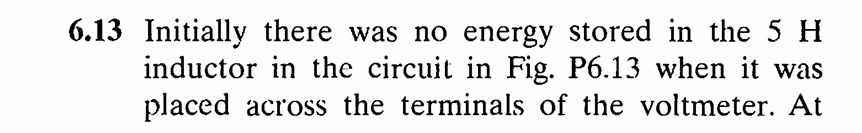 6.13 Initially there was no energy stored in the 5 H
inductor in the circuit in Fig. P6.13 when it was
placed across the terminals of the voltmeter. At